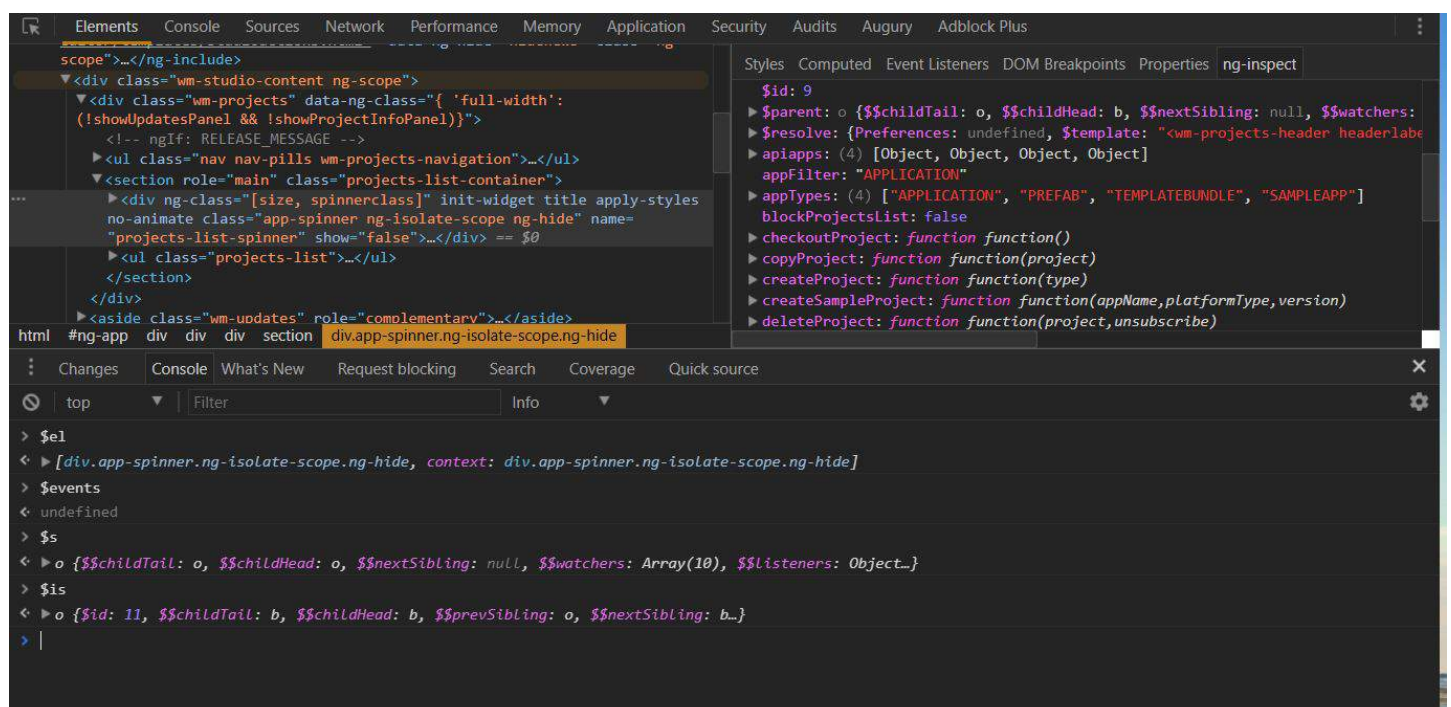 Elements Console Sources Network Performance Memory Application Security Audits Augury Adblock Plus
scope">…</ng-include>
▼<div class="wm-studio-content ng-scope">
▼<div class="wm-projects" data-ng-class="{ 'full-width':
(!showUpdatesPanel && !showProjectInfoPanel)}">
<!-- ngIf: RELEASE_MESSAGE -->
▶<ul class="nav nav-pills wm-projects-navigation">…</ul>
▼<section role="main" class="projects-list-container">
▶<div ng-class="[size, spinnerclass]" init-widget title apply-styles
no-animate class="app-spinner ng-isolate-scope ng-hide" name=
"projects-list-spinner" show="false">…</div> == $0
▶<ul class="projects-list">…</ul>
</section>
</div>
▶<aside class="wm-updates" role="complementary">…</aside>
html #ng-app div div div section div.app-spinner.ng-isolate-scope.ng-hide
Styles Computed Event Listeners DOM Breakpoints Properties ng-inspect
$id: 9
▶$parent: o {$$childTail: o, $$childHead: b, $$nextSibling: null, $$watchers:
▶$resolve: {Preferences: undefined, $template: "<wm-projects-header headerlabe
▶apiapps: (4) [Object, Object, Object, Object]
appFilter: "APPLICATION"
▶appTypes: (4) ["APPLICATION", "PREFAB", "TEMPLATEBUNDLE", "SAMPLEAPP"]
blockProjectsList: false
▶checkoutProject: function function()
▶copyProject: function function(project)
▶createProject: function function(type)
▶createSampleProject: function function(appName,platformType,version)
▶deleteProject: function function(project,unsubscribe)
Changes Console What's New Request blocking Search Coverage Quick source
top ▼ Filter Info ▼
> $el
▶[div.app-spinner.ng-isolate-scope.ng-hide, context: div.app-spinner.ng-isolate-scope.ng-hide]
> $events
undefined
> $s
▶o {$$childTail: o, $$childHead: o, $$nextSibling: null, $$watchers: Array(10), $$listeners: Object…}
> $is
▶o {$id: 11, $$childTail: b, $$childHead: b, $$prevSibling: o, $$nextSibling: b…}
>